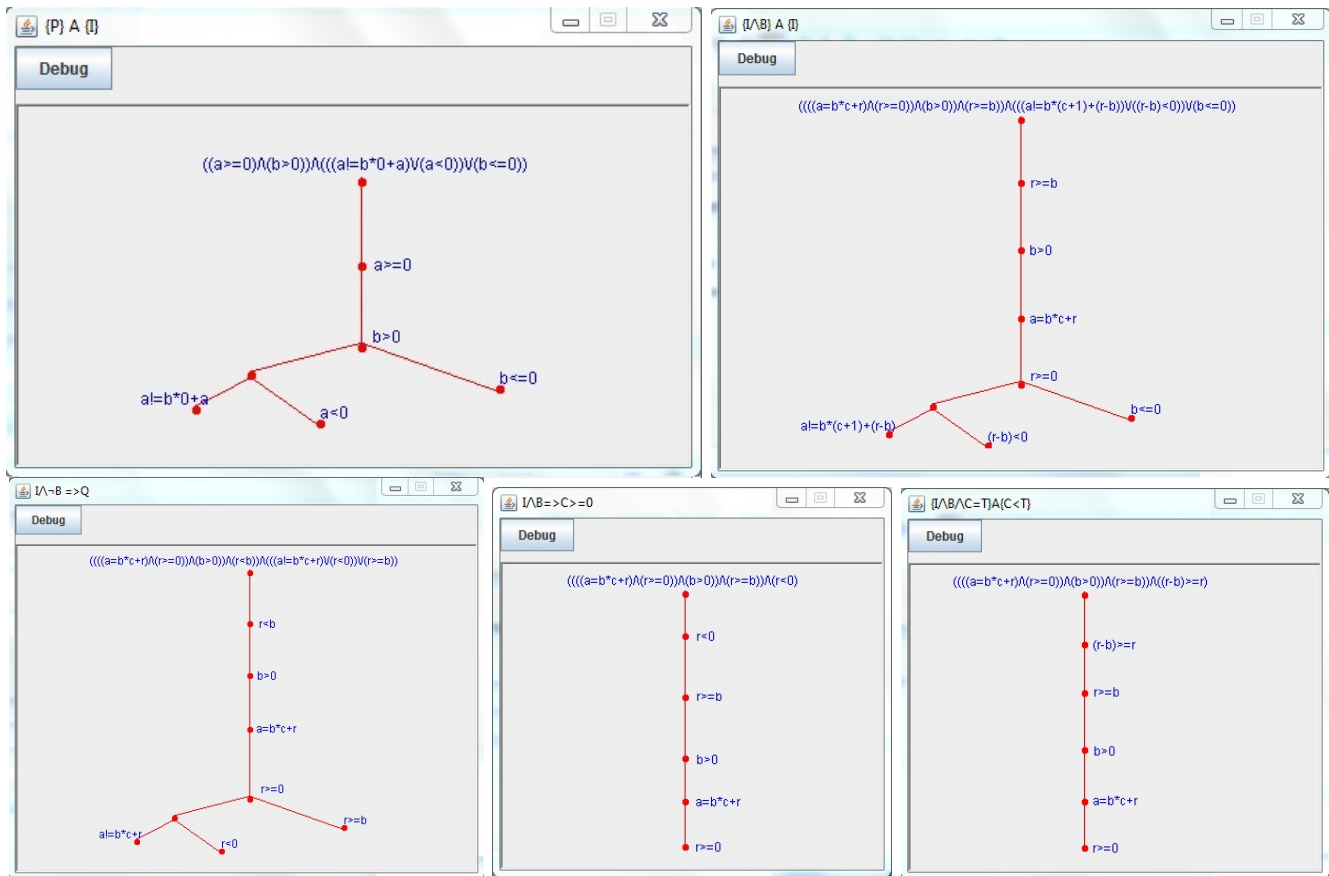 {P} A {I}
Debug
((a>=0)/\(b>0))/\(((a!=b*0+a)\/(a<0))\/(b<=0))
a>=0
b>0
b<=0
a!=b*0+a
a<0
{I/\B} A {I}
Debug
((((a=b*c+r)/\(r>=0))/\(b>0))/\(r>=b))/\(((a!=b*(c+1)+(r-b))\/((r-b)<0))\/(b<=0))
r>=b
b>0
a=b*c+r
r>=0
b<=0
a!=b*(c+1)+(r-b)
(r-b)<0
I/\¬B =>Q
Debug
((((a=b*c+r)/\(r>=0))/\(b>0))/\(r<b))/\(((a!=b*c+r)\/(r<0))\/(r>=b))
r<b
b>0
a=b*c+r
r>=0
r>=b
a!=b*c+r
r<0
I/\B=>C>=0
Debug
((((a=b*c+r)/\(r>=0))/\(b>0))/\(r>=b))/\(r<0)
r<0
r>=b
b>0
a=b*c+r
r>=0
{I/\B/\C=T}A{C<T}
Debug
((((a=b*c+r)/\(r>=0))/\(b>0))/\(r>=b))/\((r-b)>=r)
(r-b)>=r
r>=b
b>0
a=b*c+r
r>=0